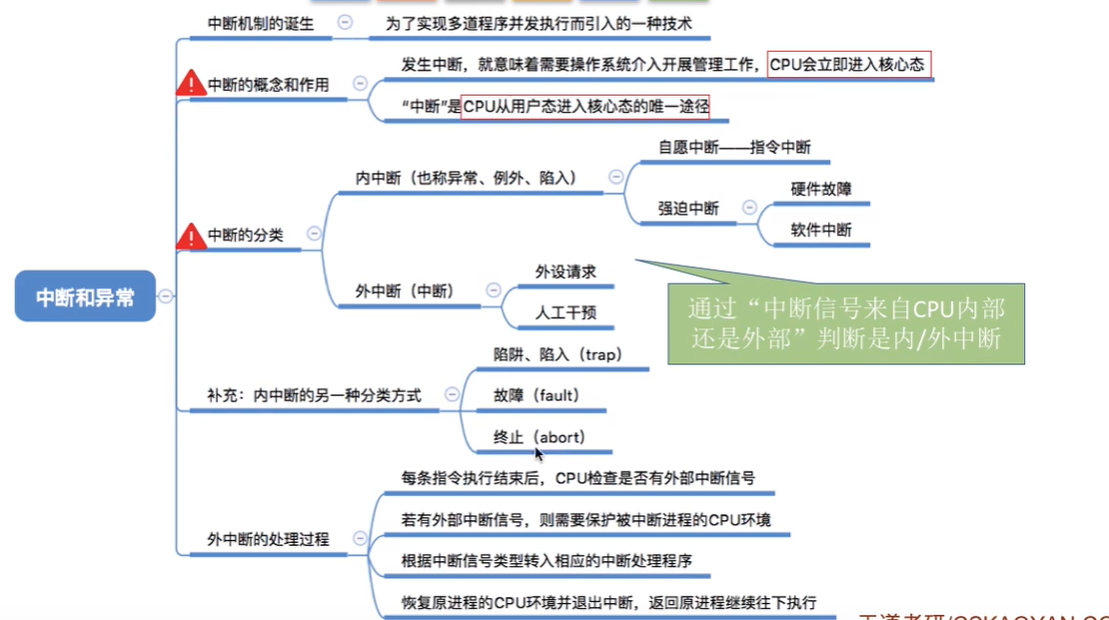 中断机制的诞生
为了实现多道程序并发执行而引入的一种技术
中断的概念和作用
发生中断，就意味着需要操作系统介入开展管理工作，CPU会立即进入核心态
“中断”是CPU从用户态进入核心态的唯一途径
中断和异常
中断的分类
内中断（也称异常、例外、陷入）
自愿中断——指令中断
强迫中断
硬件故障
软件中断
外中断（中断）
外设请求
人工干预
通过“中断信号来自CPU内部
还是外部”判断是内/外中断
补充：内中断的另一种分类方式
陷阱、陷入（trap）
故障（fault）
终止（abort）
外中断的处理过程
每条指令执行结束后，CPU检查是否有外部中断信号
若有外部中断信号，则需要保护被中断进程的CPU环境
根据中断信号类型转入相应的中断处理程序
恢复原进程的CPU环境并退出中断，返回原进程继续往下执行